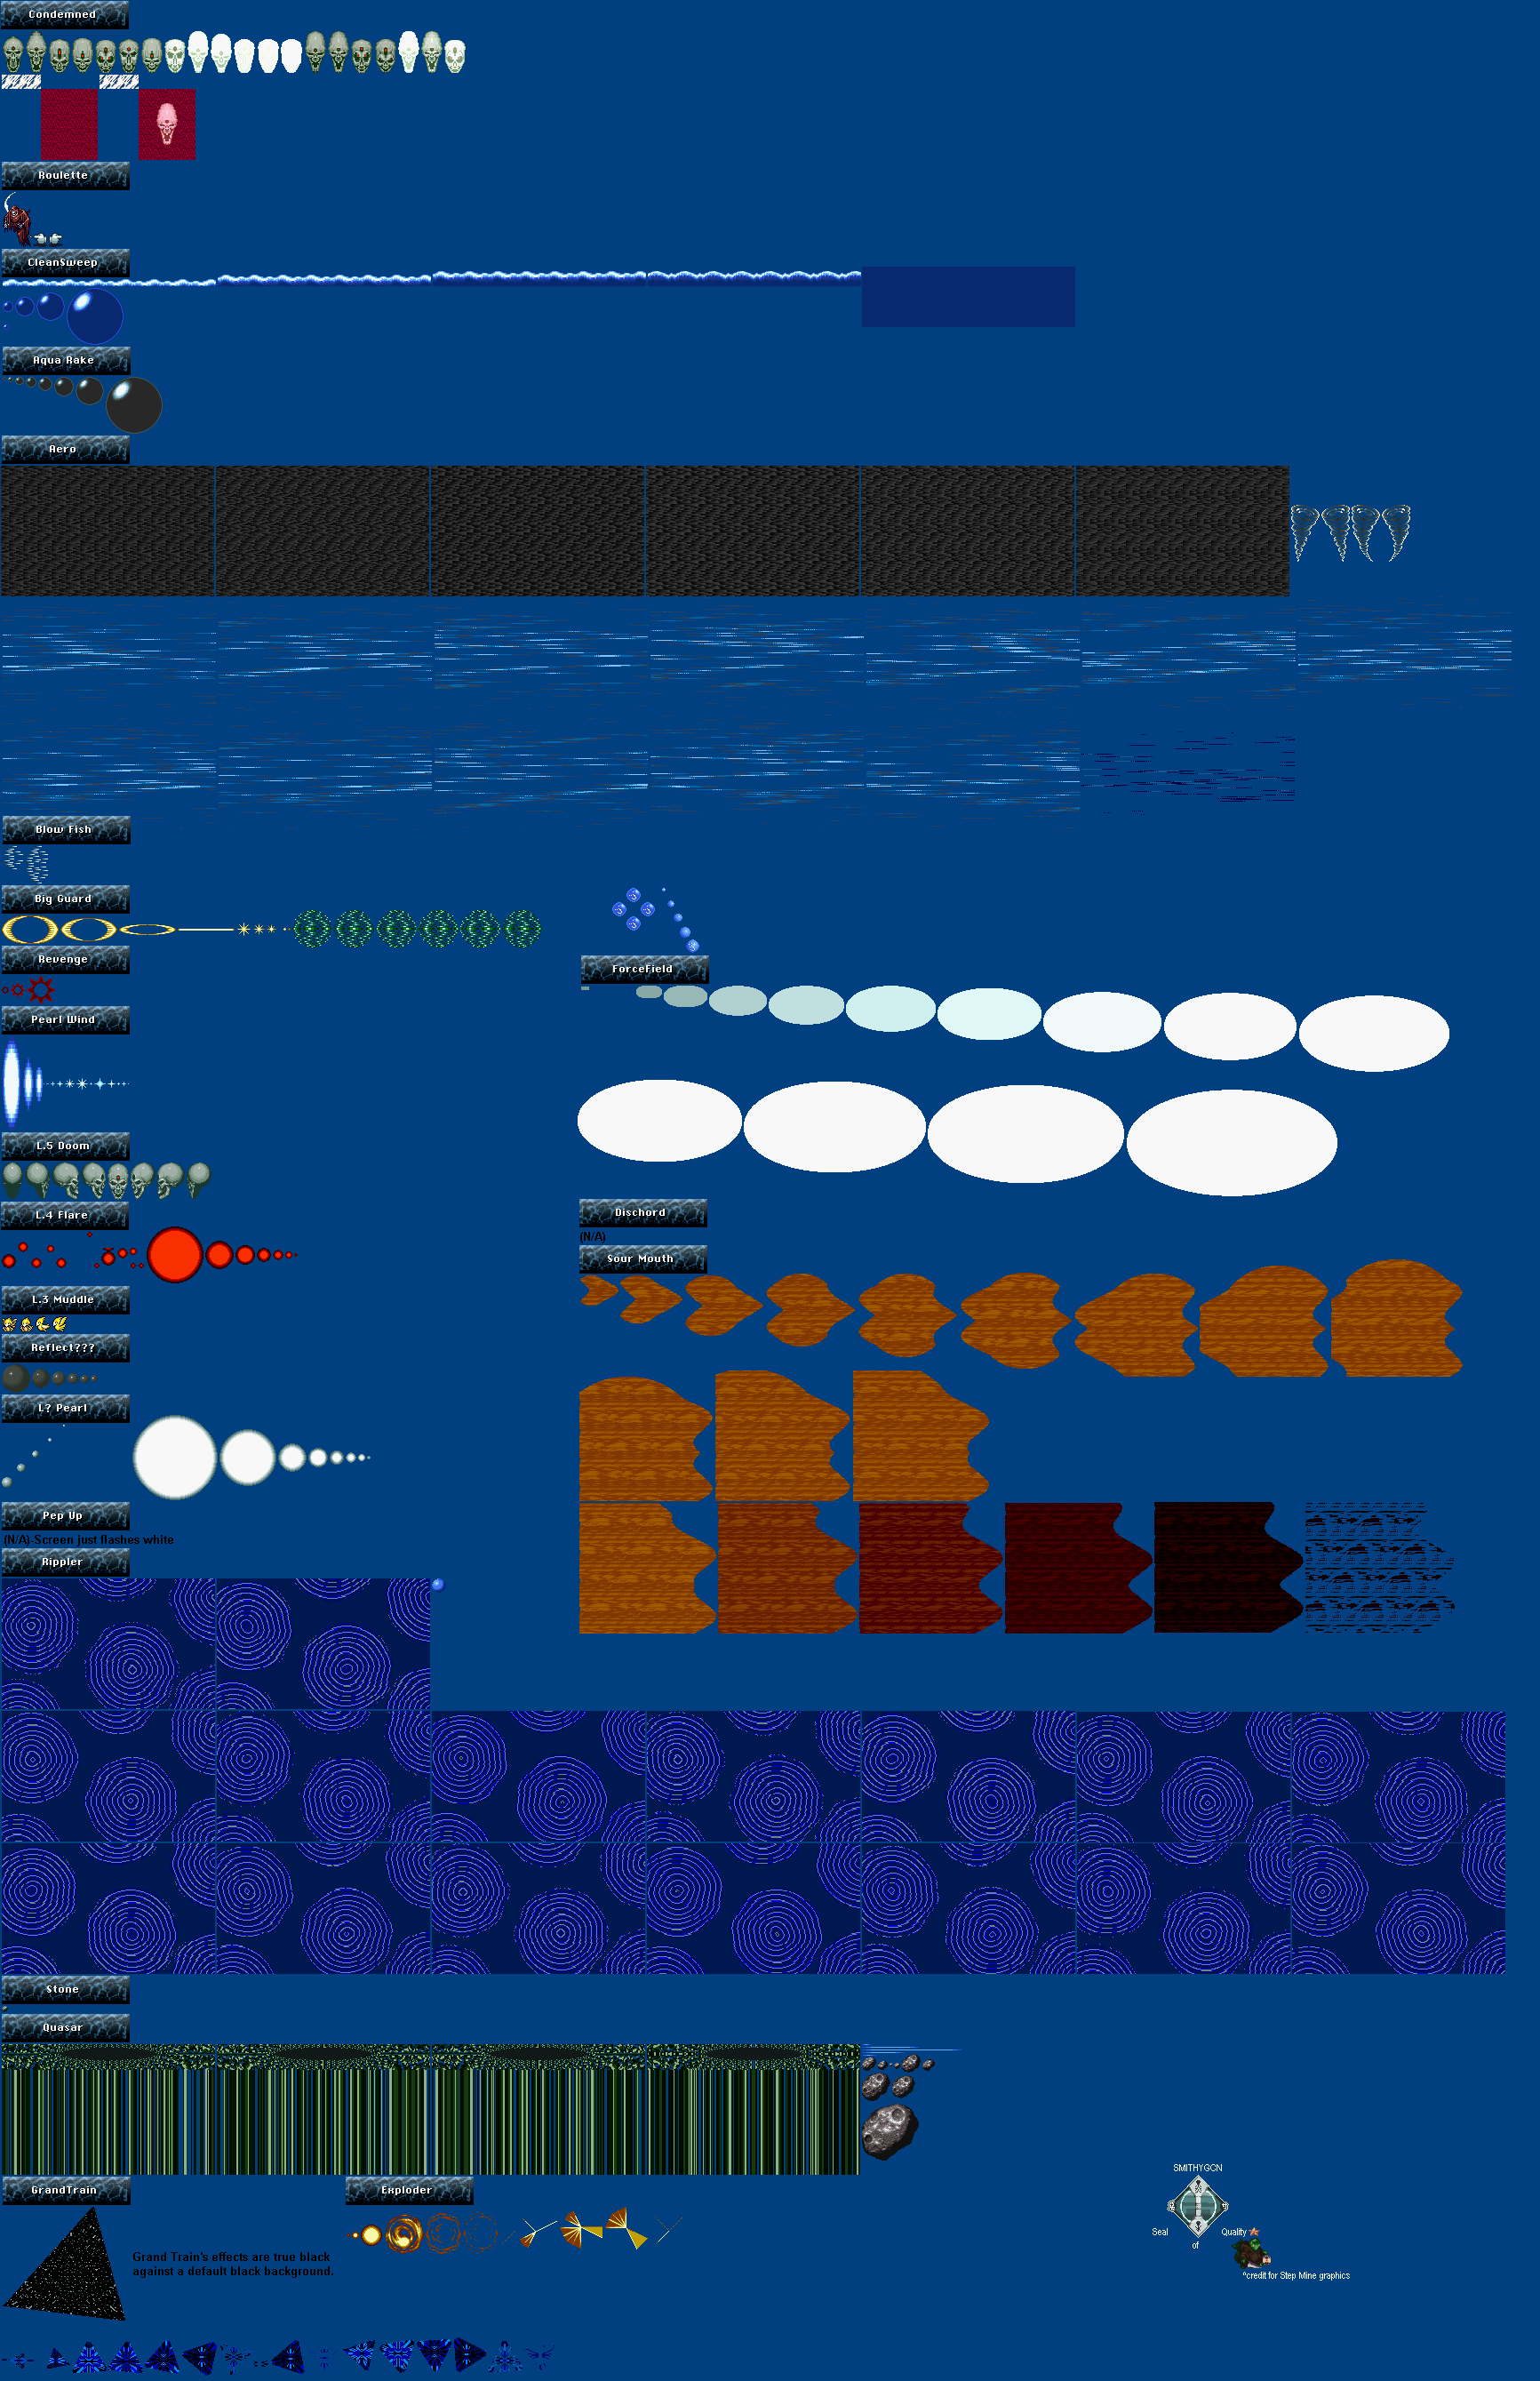 Condemned
Roulette
CleanSweep
Aqua Rake
Aero
Blow Fish
Big Guard
Revenge
ForceField
Pearl Wind
L.5 Doom
L.4 Flare
Dischord
(N/A)
Sour Mouth
L.3 Muddle
Reflect???
L? Pearl
Pep Up
(N/A)-Screen just flashes white
Rippler
Stone
Quasar
GrandTrain
Exploder
Grand Train's effects are true black
against a default black background.
SMITHYGCN
Seal
Quality
of
^credit for Step Mine graphics